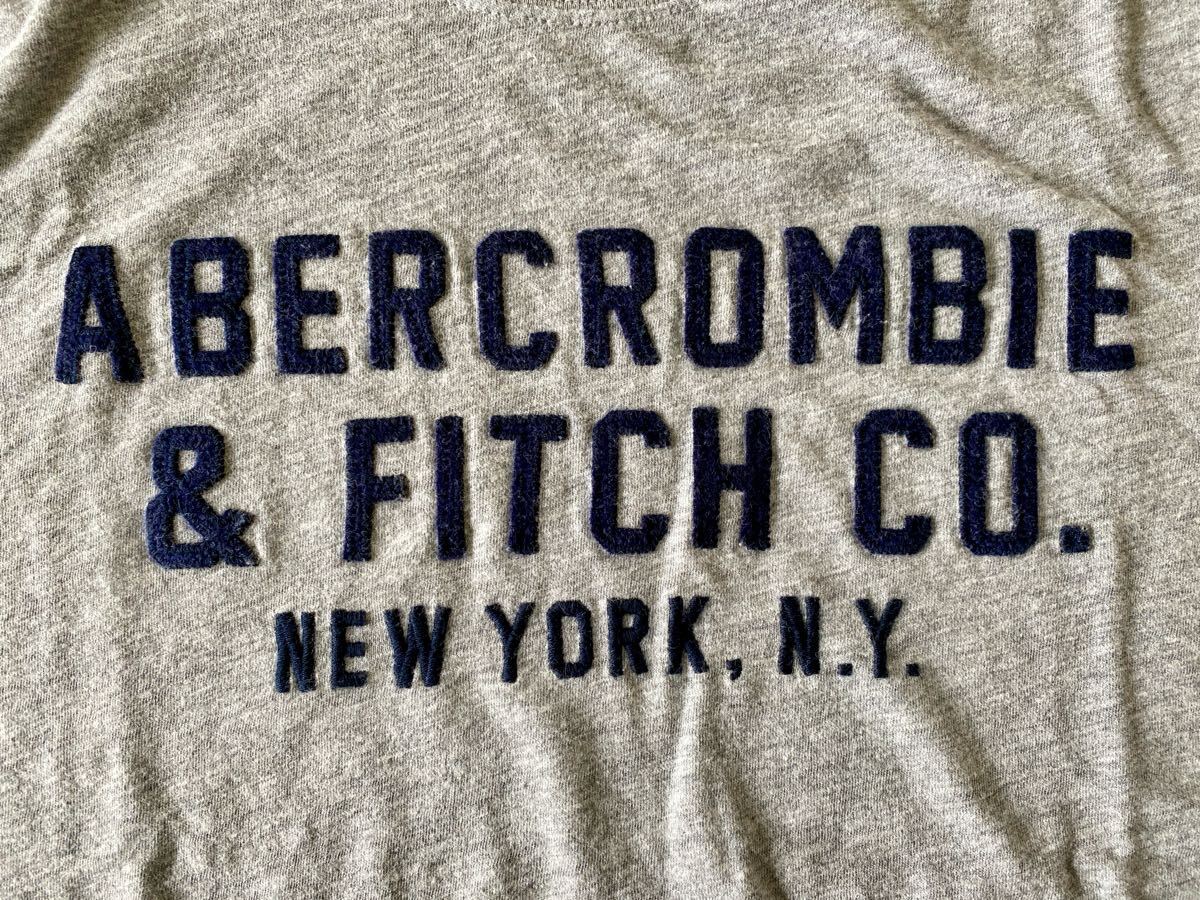 ABERCROMBIE
& FITCH CO.
NEW YORK, N.Y.